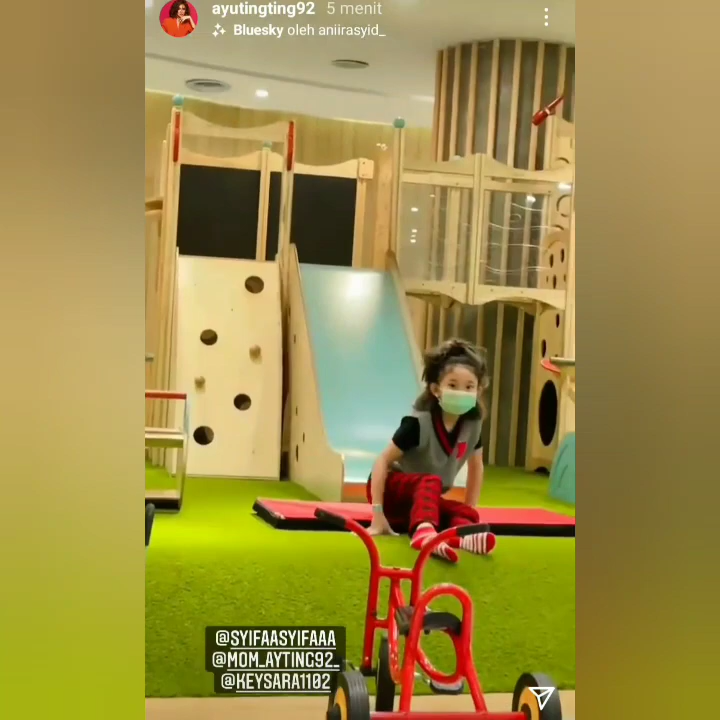 ayutingting92 5 menit
Bluesky oleh aniirasyid_
@SYIFAASYIFAAA
@MOM_AYTING92_
@KEYSARA1102